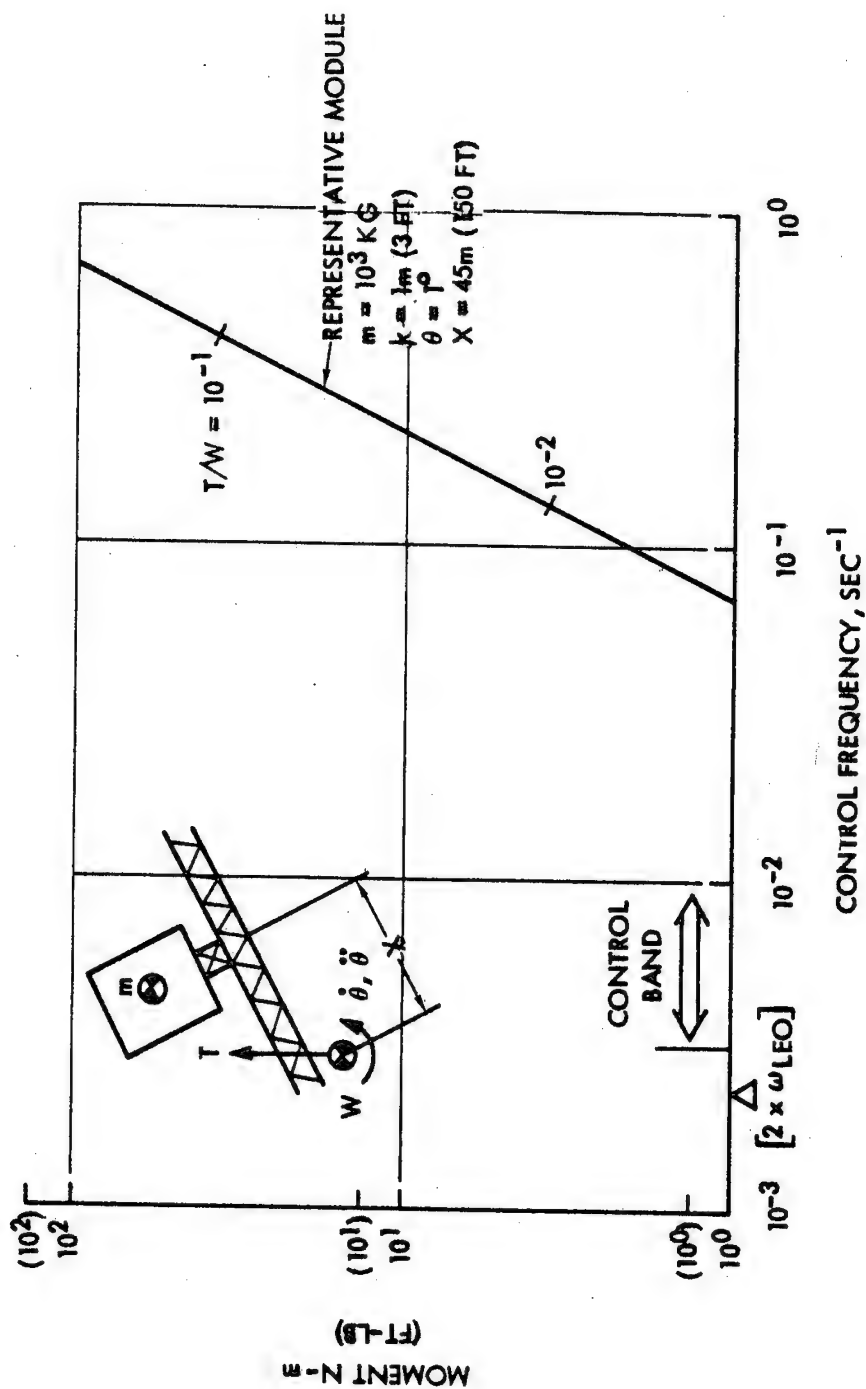 MOMENT N-m
(FT-LB)
(10²)
10²
(10¹)
10¹
(10⁰)
10⁰
10⁻³
10⁻²
10⁻¹
10⁰
CONTROL FREQUENCY, SEC⁻¹
[2 x ωLEO]
CONTROL
BAND
m
T
W
θ̇, θ̈
X
T/W = 10⁻¹
10⁻²
REPRESENTATIVE MODULE
m = 10³ KG
k = 1m (3 FT)
θ = 1°
X = 45m (150 FT)